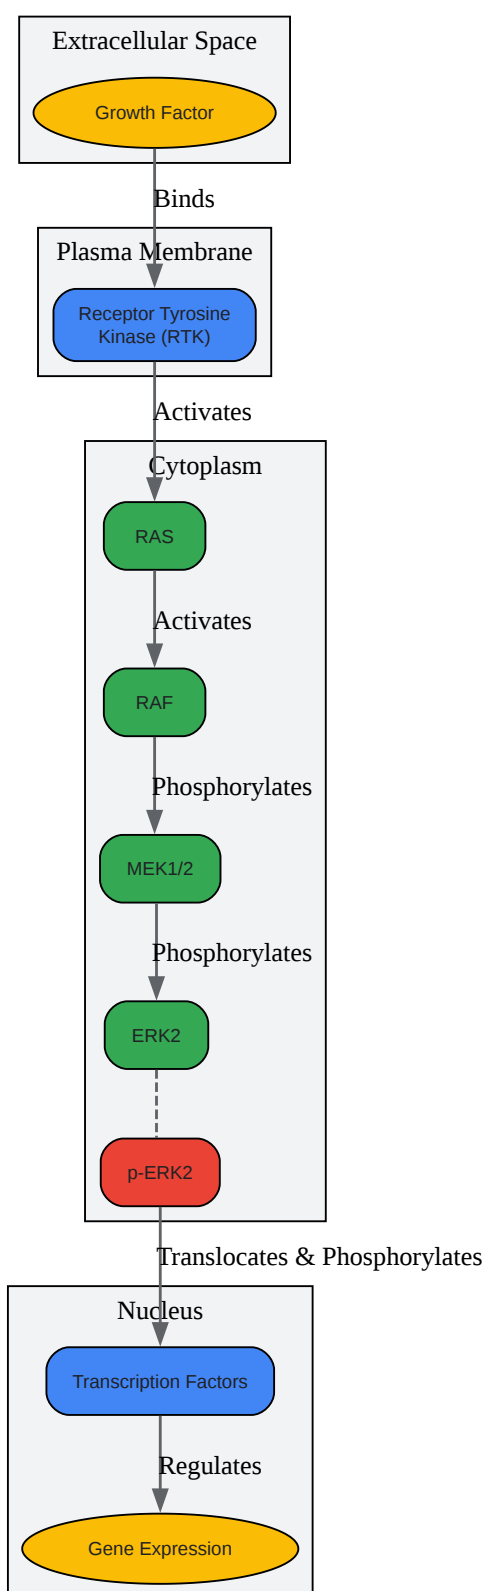 Extracellular Space
Growth Factor
Binds
Plasma Membrane
Receptor Tyrosine
Kinase (RTK)
Activates
Cytoplasm
RAS
Activates
RAF
Phosphorylates
MEK1/2
Phosphorylates
ERK2
p-ERK2
Translocates & Phosphorylates
Nucleus
Transcription Factors
Regulates
Gene Expression